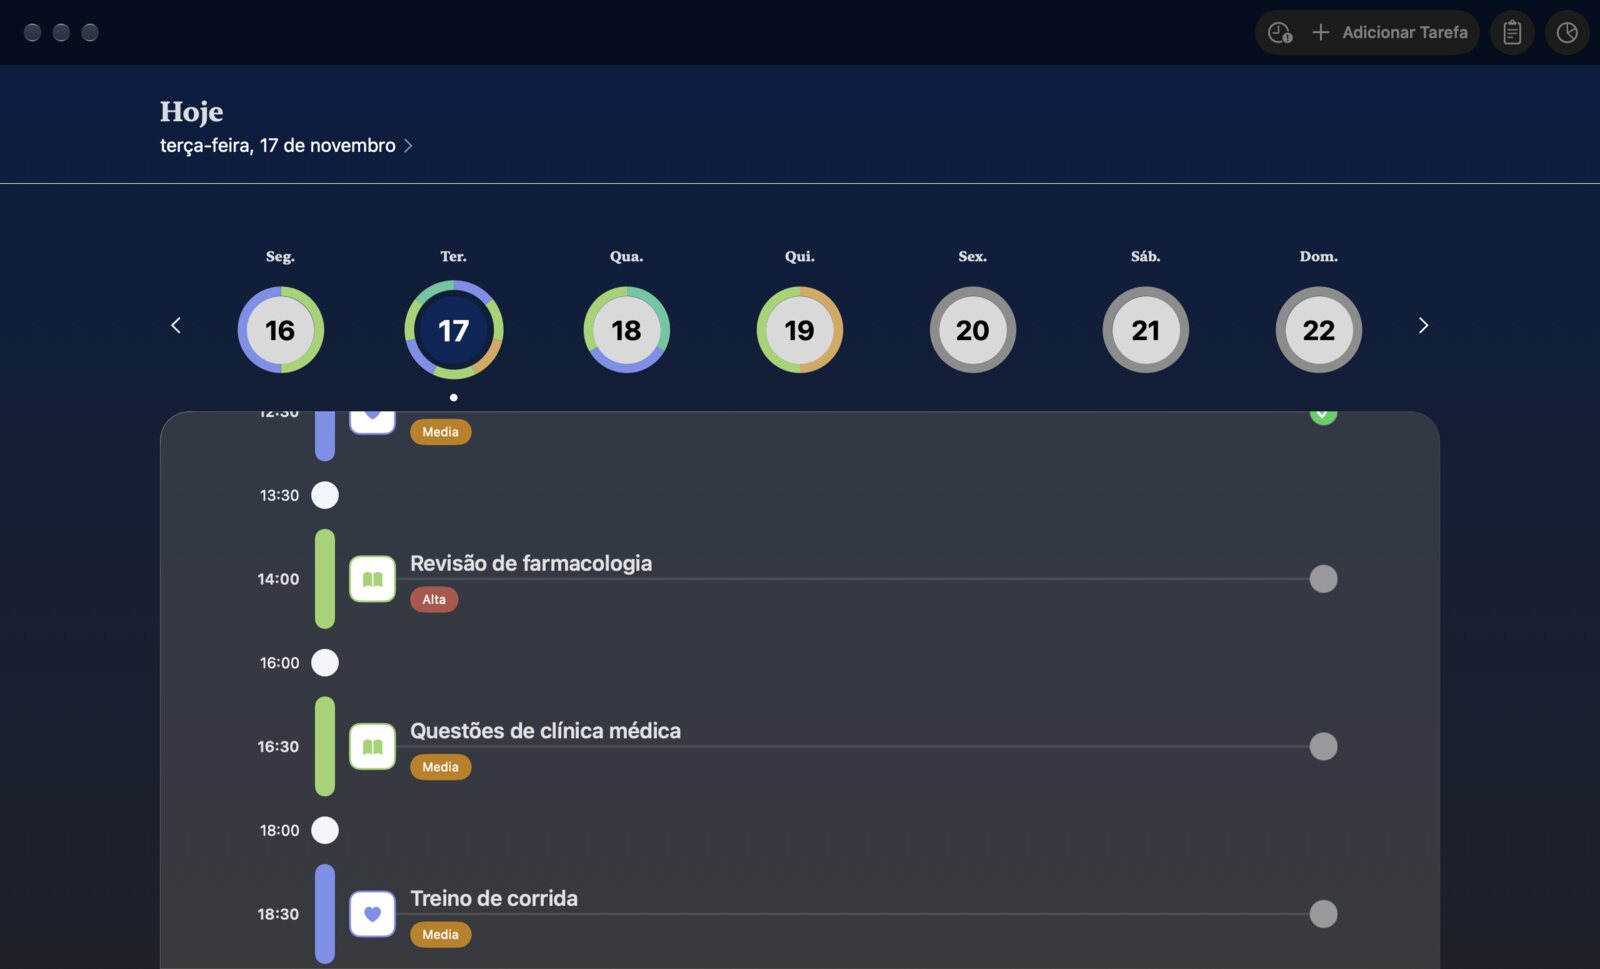 Adicionar Tarefa
Hoje
terça-feira, 17 de novembro
Seg. Ter. Qua. Qui. Sex. Sáb. Dom.
16 17 18 19 20 21 22
12:30
Media
13:30
Revisão de farmacologia
14:00
Alta
16:00
Questões de clínica médica
16:30
Media
18:00
Treino de corrida
18:30
Media